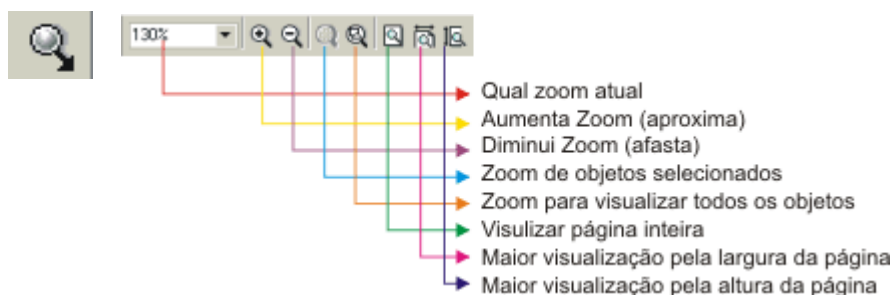 130%
Qual zoom atual
Aumenta Zoom (aproxima)
Diminui Zoom (afasta)
Zoom de objetos selecionados
Zoom para visualizar todos os objetos
Visulizar página inteira
Maior visualização pela largura da página
Maior visualização pela altura da página